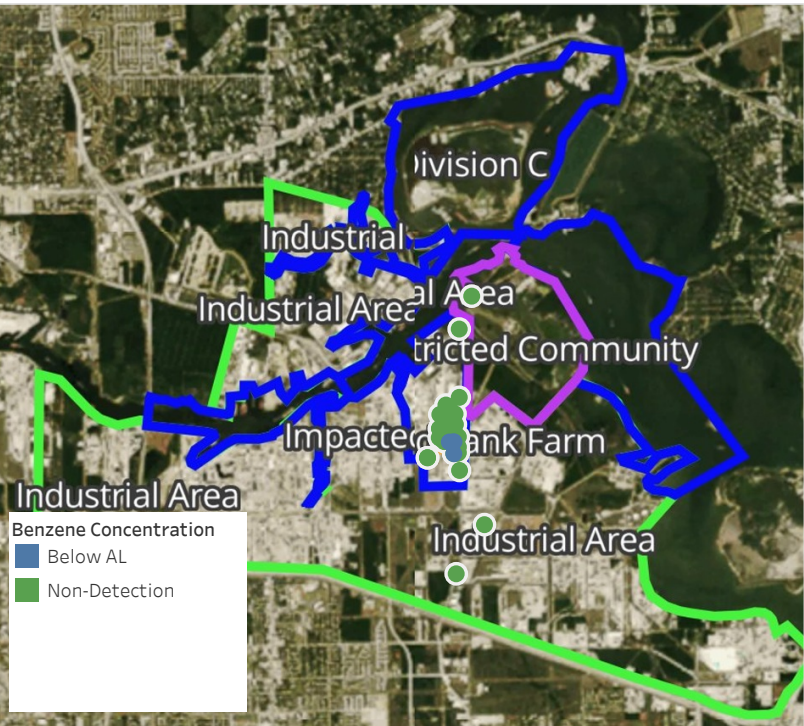 Division C
Industrial
al Area
Industrial Area
tricted Community
Impacted
ank Farm
Industrial Area
Industrial Area
Benzene Concentration
Below AL
Non-Detection